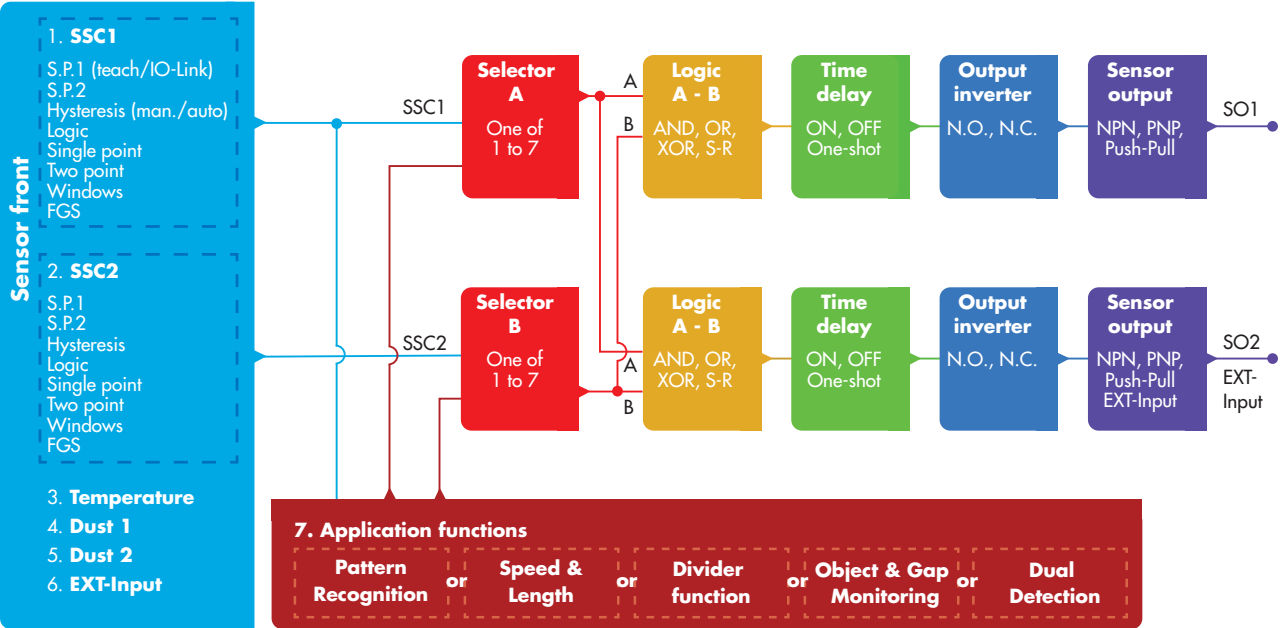 Sensor front
1. SSC1
S.P.1 (teach/IO-Link)
S.P.2
Hysteresis (man./auto)
Logic
Single point
Two point
Windows
FGS
2. SSC2
S.P.1
S.P.2
Hysteresis
Logic
Single point
Two point
Windows
FGS
3. Temperature
4. Dust 1
5. Dust 2
6. EXT-Input
SSC1
Selector
A
One of
1 to 7
A
B
Logic
A - B
AND, OR,
XOR, S-R
Time
delay
ON, OFF
One-shot
Output
inverter
N.O., N.C.
Sensor
output
NPN, PNP,
Push-Pull
SO1
SSC2
Selector
B
One of
1 to 7
A
B
Logic
A - B
AND, OR,
XOR, S-R
Time
delay
ON, OFF
One-shot
Output
inverter
N.O., N.C.
Sensor
output
NPN, PNP,
Push-Pull
EXT-Input
SO2
EXT-
Input
7. Application functions
Pattern
Recognition
or
Speed &
Length
or
Divider
function
or
Object & Gap
Monitoring
or
Dual
Detection